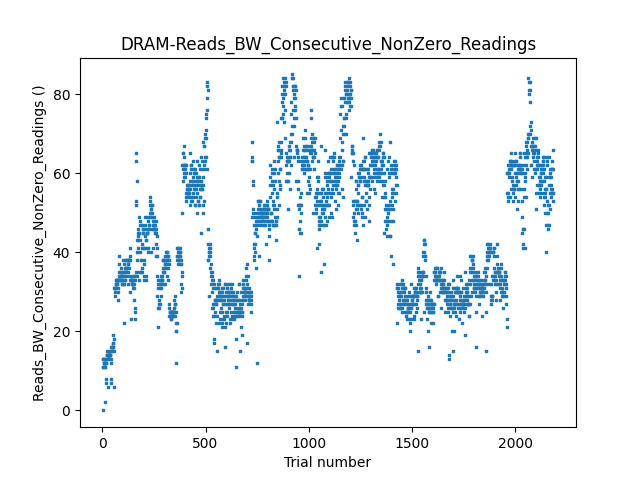 DRAM-Reads_BW_Consecutive_NonZero_Readings
80
60
40
20
0
Reads_BW_Consecutive_NonZero_Readings ()
0 500 1000 1500 2000
Trial number